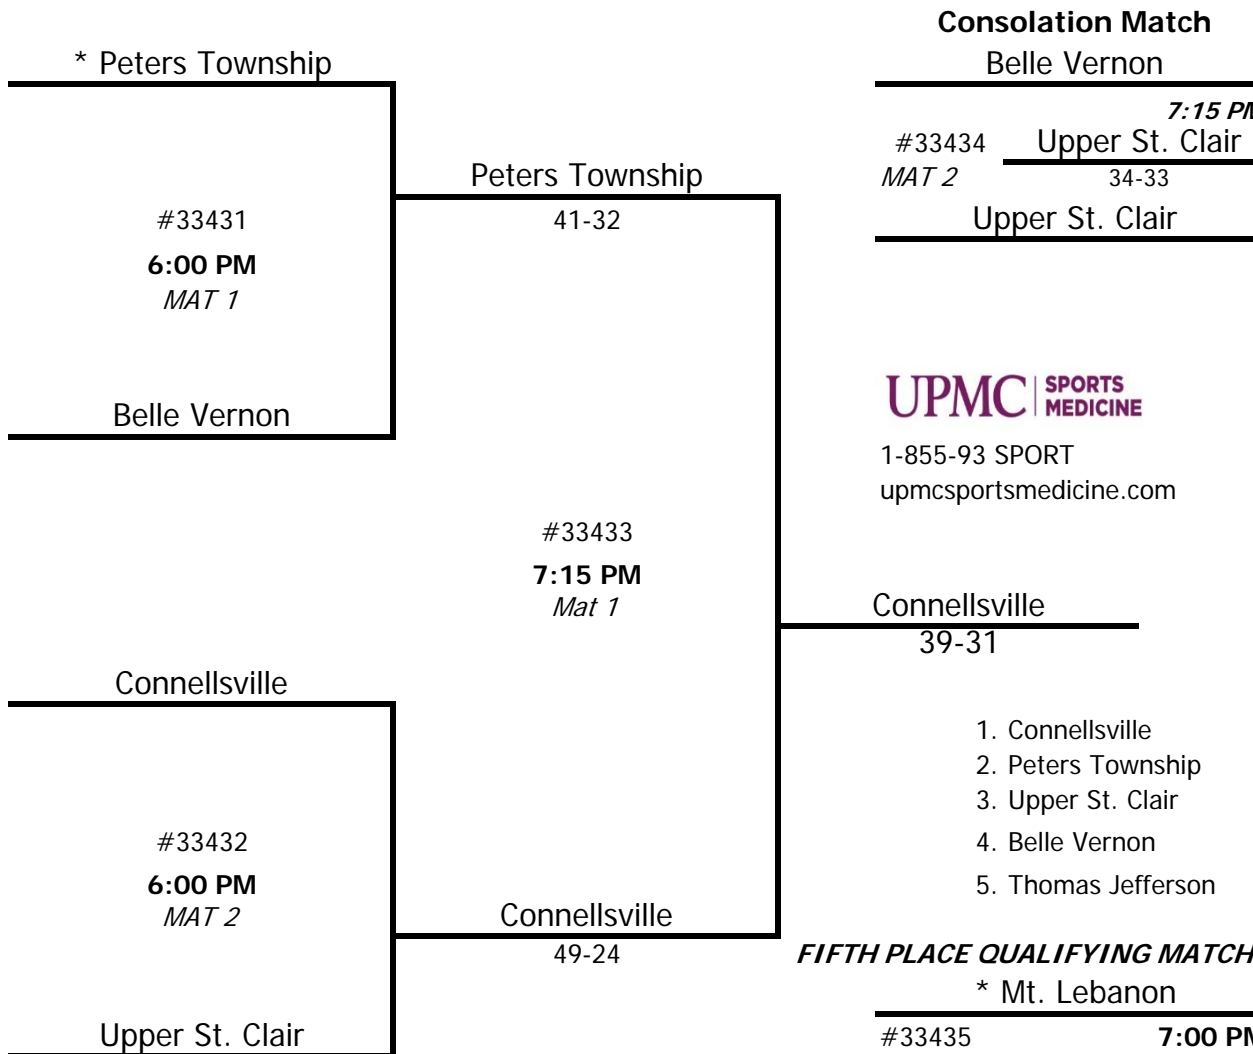 Consolation Match
* Peters Township
Belle Vernon
7:15 PM
#33434
Upper St. Clair
MAT 2
34-33
Upper St. Clair
Peters Township
41-32
#33431
6:00 PM
MAT 1
Belle Vernon
UPMC | SPORTS MEDICINE
1-855-93 SPORT
upmcsportsmedicine.com
#33433
7:15 PM
Mat 1
Connellsville
39-31
Connellsville
1. Connellsville
2. Peters Township
3. Upper St. Clair
4. Belle Vernon
5. Thomas Jefferson
#33432
6:00 PM
MAT 2
Connellsville
49-24
FIFTH PLACE QUALIFYING MATCH
* Mt. Lebanon
Upper St. Clair
#33435
7:00 PM